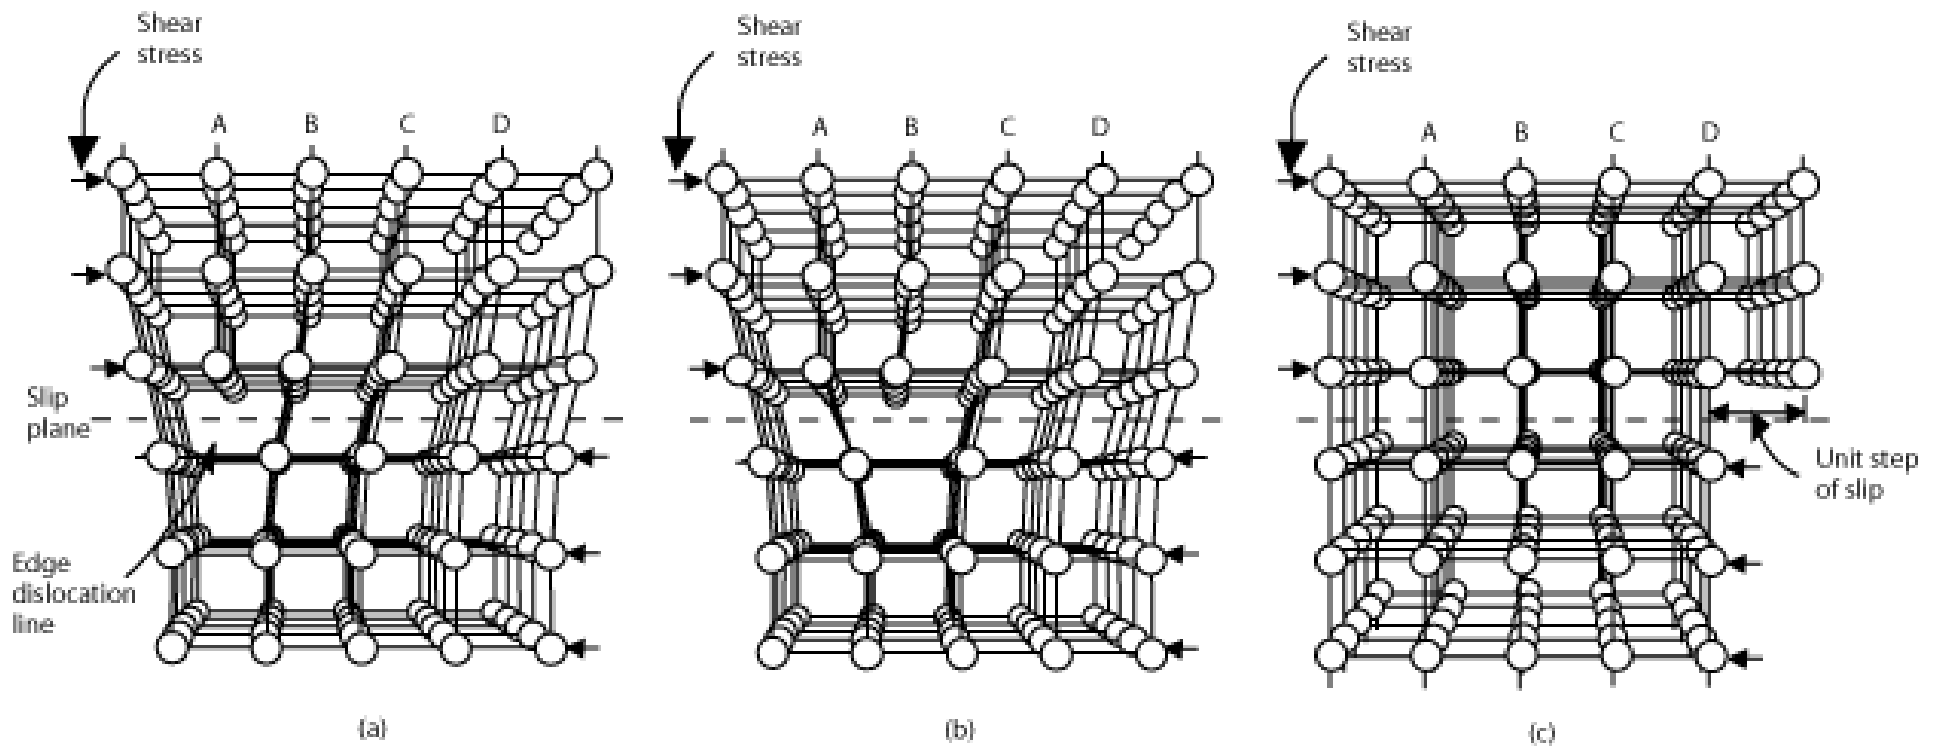 Shear
stress
A B C D
Slip
plane
Edge
dislocation
line
(a)
Shear
stress
A B C D
(b)
Shear
stress
A B C D
Unit step
of slip
(c)